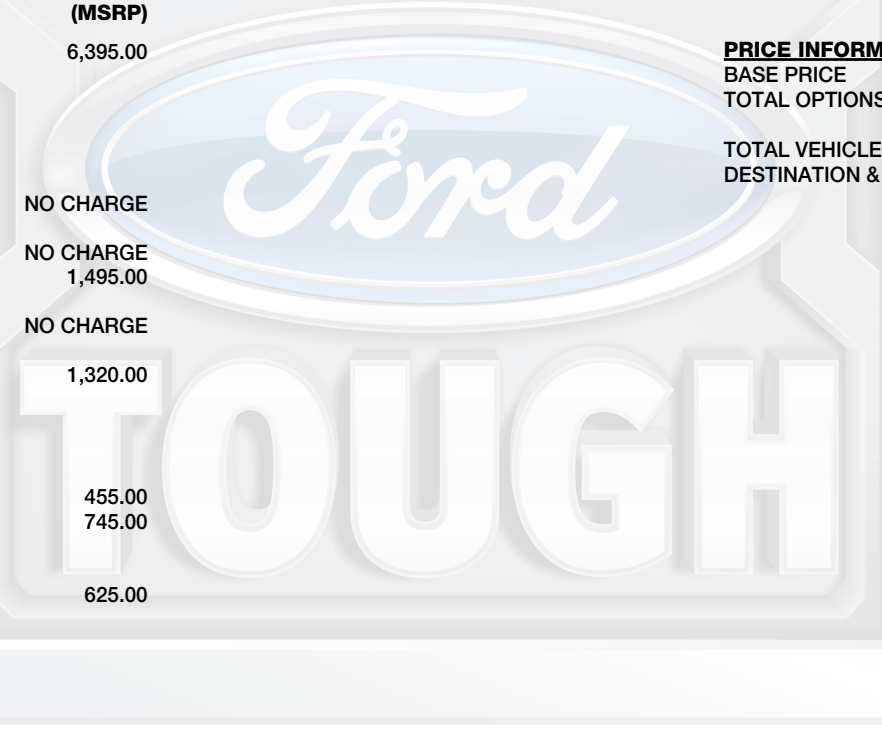 (MSRP)
6,395.00
NO CHARGE
NO CHARGE
1,495.00
NO CHARGE
1,320.00
455.00
745.00
625.00
PRICE INFORM
BASE PRICE
TOTAL OPTIONS
TOTAL VEHICLE
DESTINATION &
Ford
TOUGH